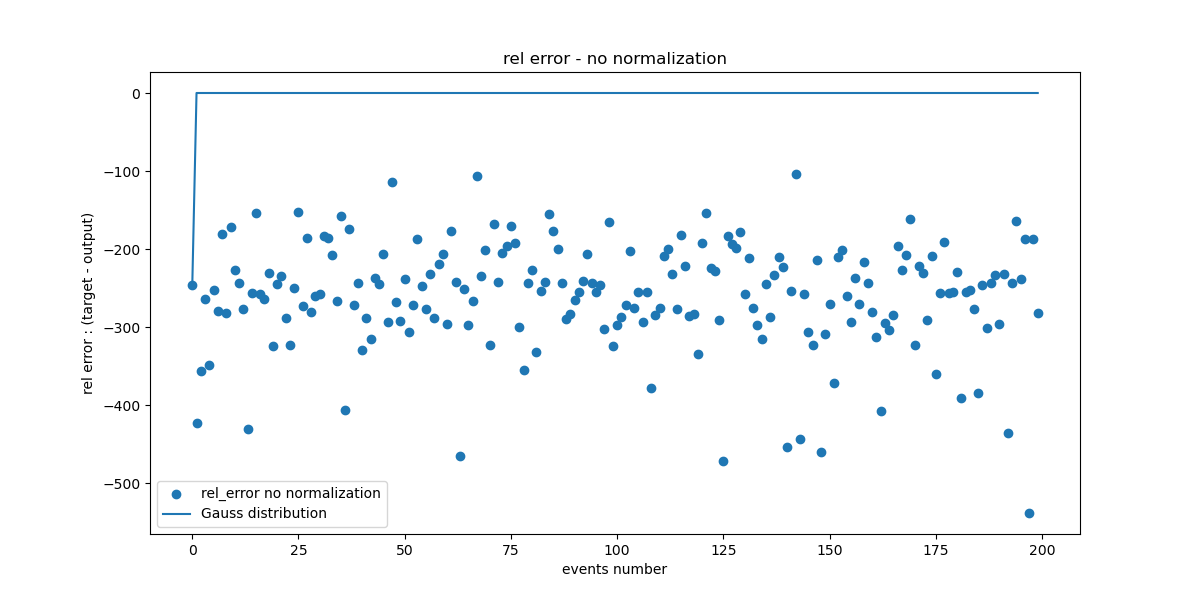 rel error - no normalization
rel error : (target - output)
0
−100
−200
−300
−400
−500
rel_error no normalization
Gauss distribution
0 25 50 75 100 125 150 175 200
events number